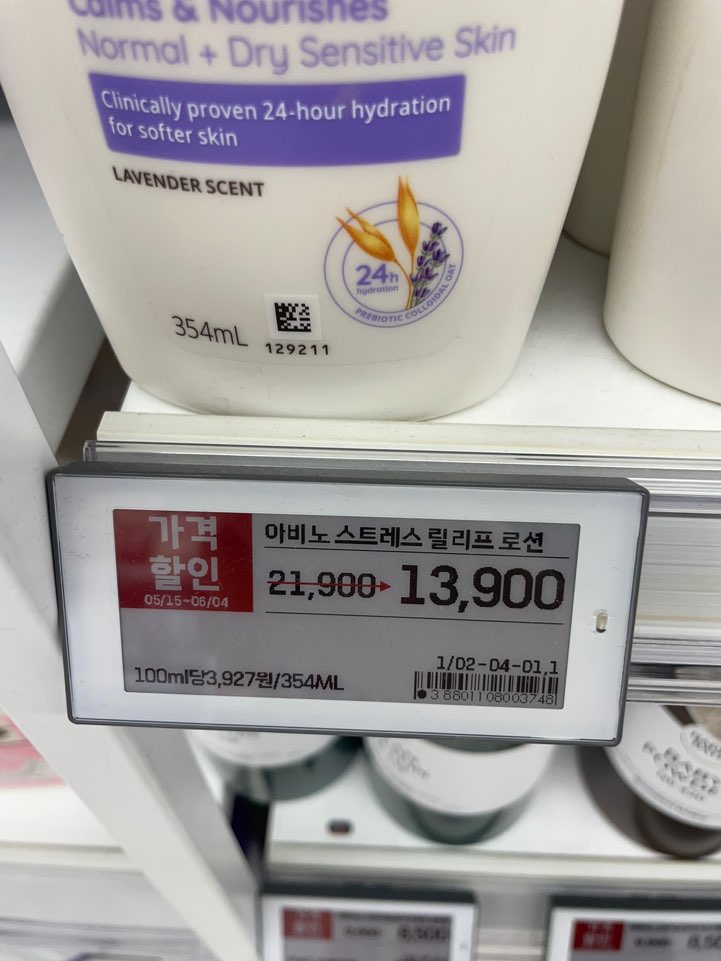 Calms & Nourishes
Normal + Dry Sensitive Skin
Clinically proven 24-hour hydration
for softer skin
LAVENDER SCENT
24h
hydration
PREBIOTIC COLLOIDAL OAT
354mL
129211
가격
할인
05/15~06/04
아비노 스트레스 릴리프 로션
21,900 13,900
1/02-04-01,1
100ml당3,927원/354ML
3 880110 8003748
BABY